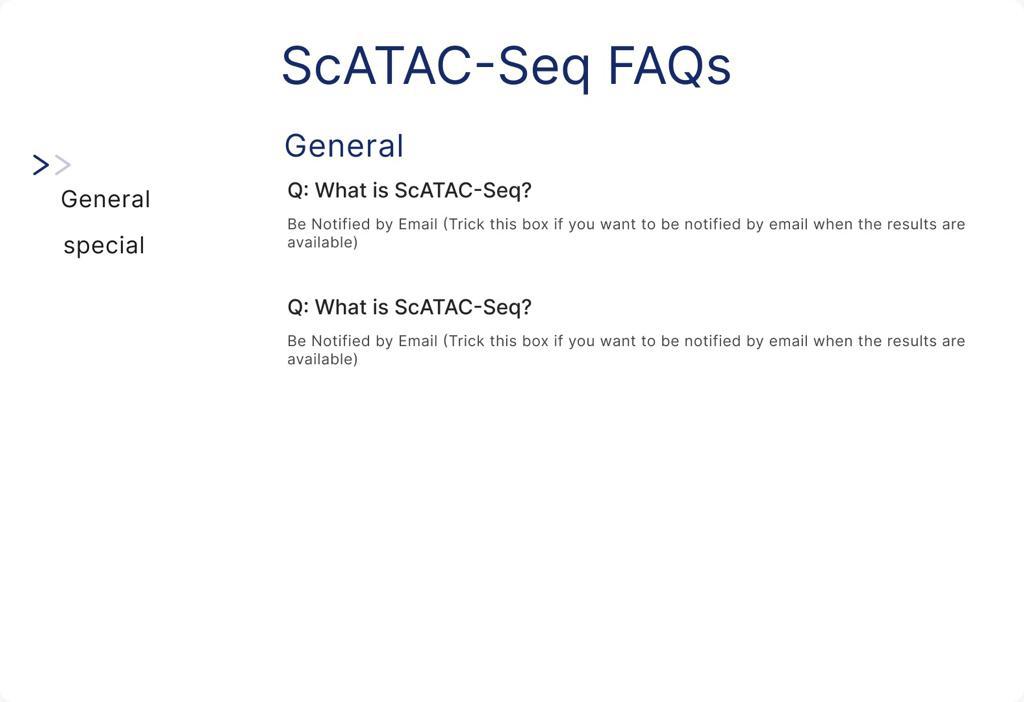 ScATAC-Seq FAQs
General
special
General
Q: What is ScATAC-Seq?
Be Notified by Email (Trick this box if you want to be notified by email when the results are
available)
Q: What is ScATAC-Seq?
Be Notified by Email (Trick this box if you want to be notified by email when the results are
available)